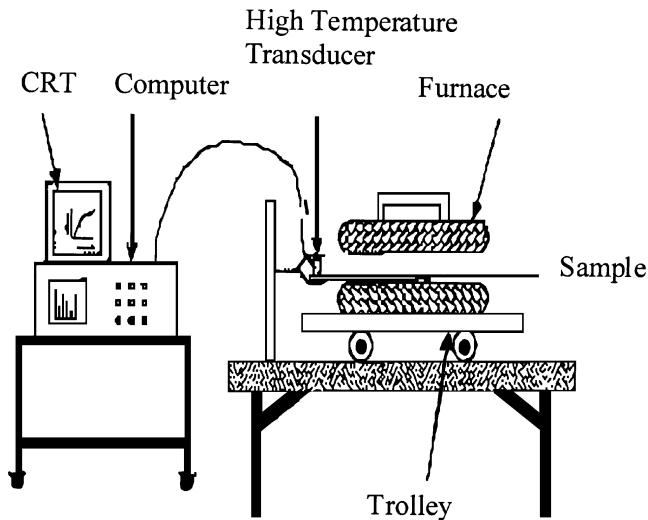 High Temperature
Transducer
CRT
Computer
Furnace
Sample
Trolley